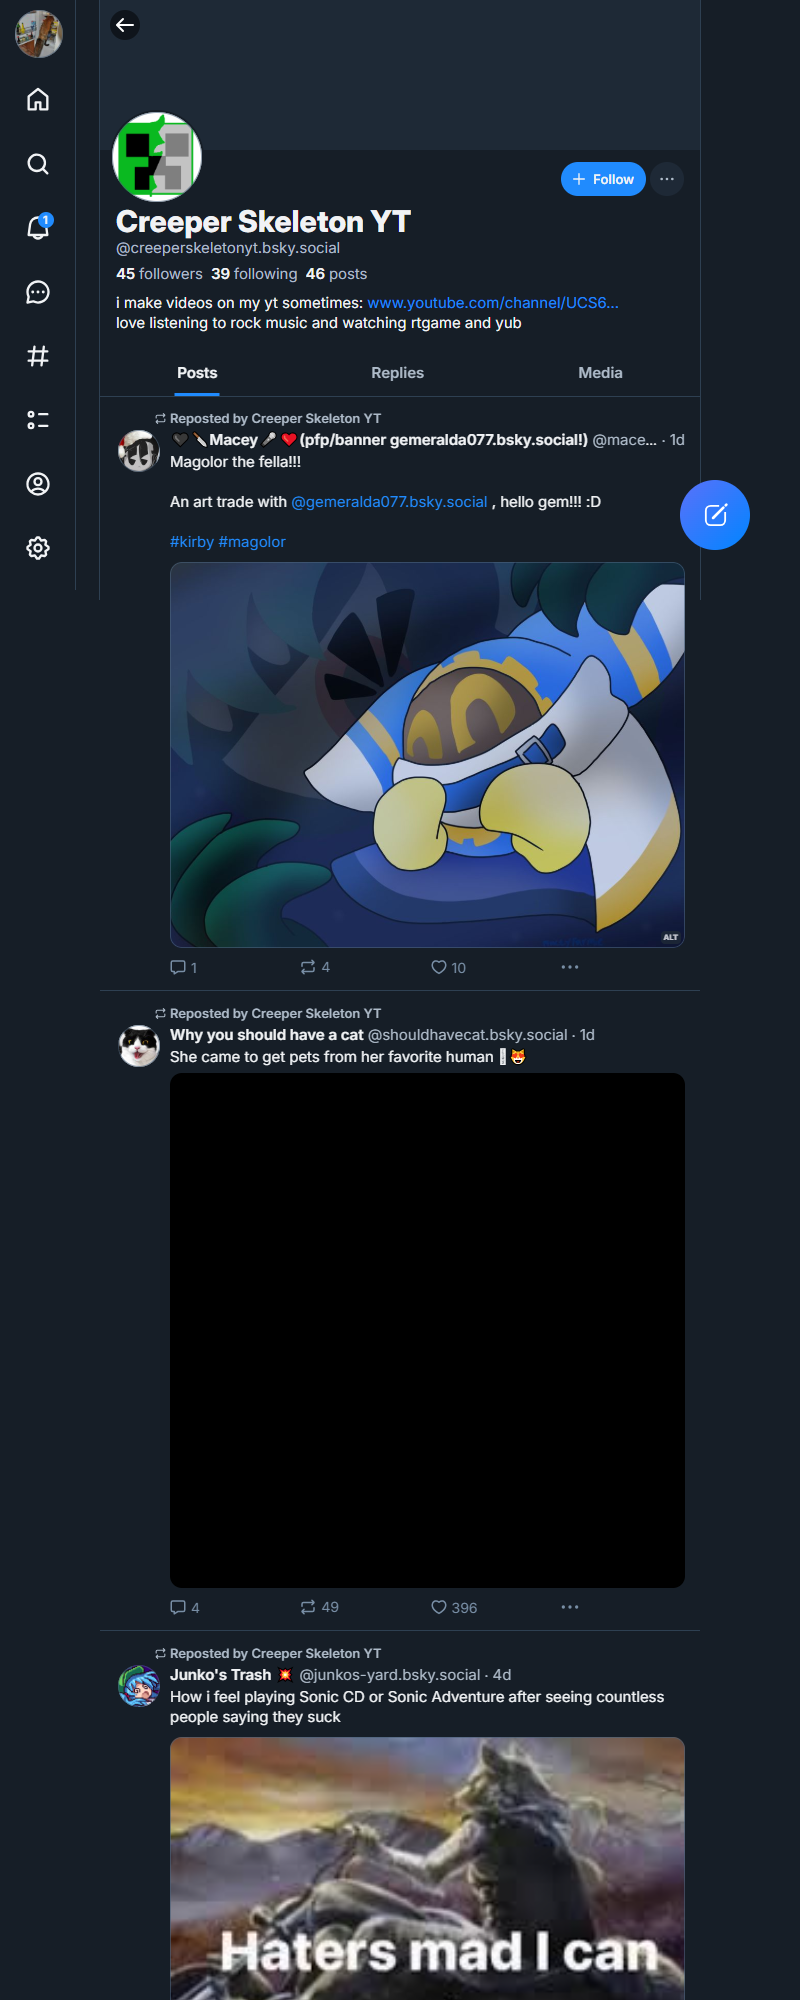 1
+ Follow
Creeper Skeleton YT
@creeperskeletonyt.bsky.social
45 followers 39 following 46 posts
i make videos on my yt sometimes: www.youtube.com/channel/UCS6...
love listening to rock music and watching rtgame and yub
Posts Replies Media
Reposted by Creeper Skeleton YT
🖤🔪Macey🎤❤️(pfp/banner gemeralda077.bsky.social!) @mace... · 1d
Magolor the fella!!!
An art trade with @gemeralda077.bsky.social , hello gem!!! :D
#kirby #magolor
ALT
1 4 10
Reposted by Creeper Skeleton YT
Why you should have a cat @shouldhavecat.bsky.social · 1d
She came to get pets from her favorite human 😻
4 49 396
Reposted by Creeper Skeleton YT
Junko's Trash 💥 @junkos-yard.bsky.social · 4d
How i feel playing Sonic CD or Sonic Adventure after seeing countless
people saying they suck
Haters mad I can